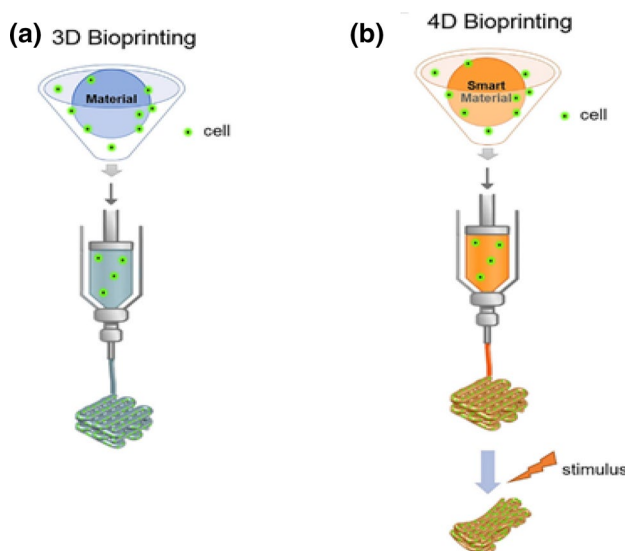 (a) 3D Bioprinting
Material
cell
(b) 4D Bioprinting
Smart
Material
cell
stimulus